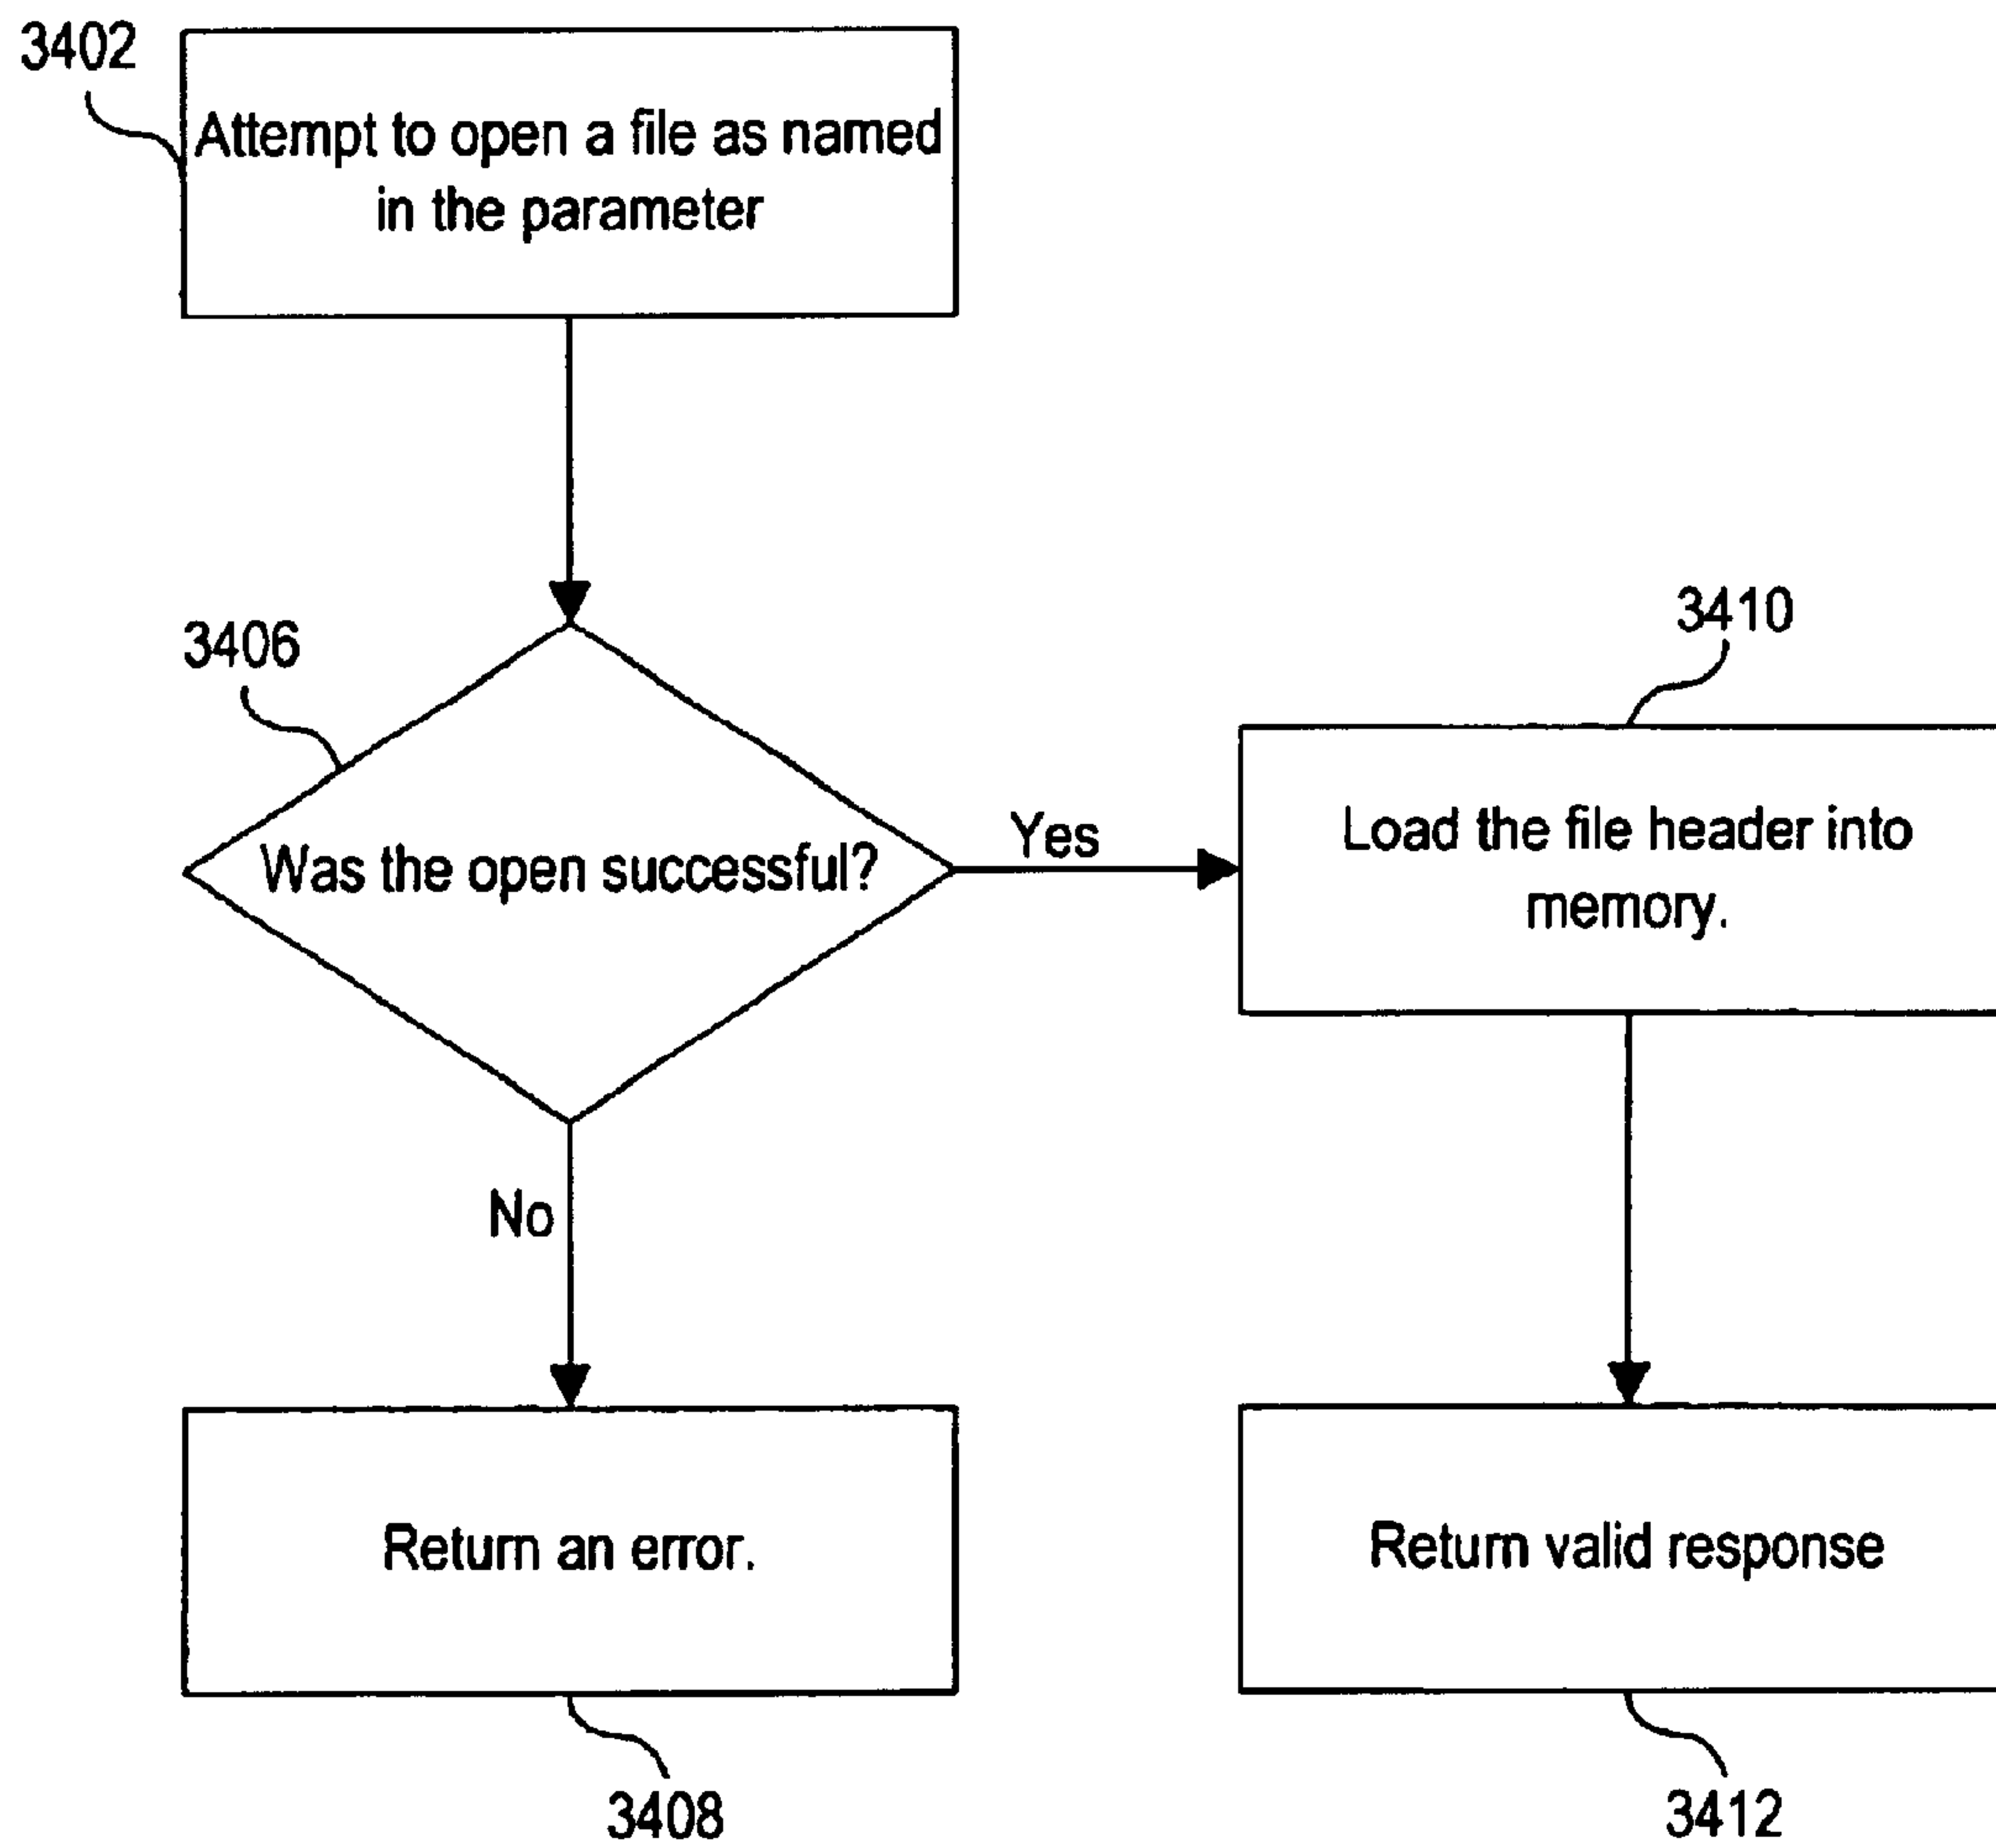 3402
Attempt to open a file as named
in the parameter
3406
Was the open successful?
Yes
3410
Load the file header into
memory.
No
Return an error.
3408
Return valid response
3412